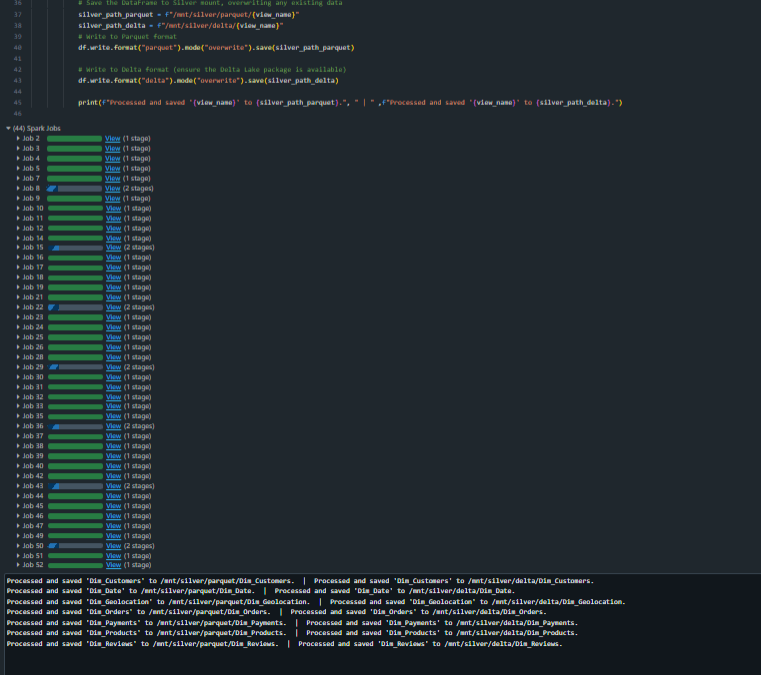 36 # Save the DataFrame to Silver mount, overwriting any existing data
37 silver_path_parquet = f"/mnt/silver/parquet/{view_name}"
38 silver_path_delta = f"/mnt/silver/delta/{view_name}"
39 # Write to Parquet format
40 df.write.format("parquet").mode("overwrite").save(silver_path_parquet)
41
42 # Write to Delta format (ensure the Delta Lake package is available)
43 df.write.format("delta").mode("overwrite").save(silver_path_delta)
44
45 print(f"Processed and saved '{view_name}' to {silver_path_parquet}.", " | " ,f"Processed and saved '{view_name}' to {silver_path_delta}.")
46
(44) Spark Jobs
Job 2 View (1 stage)
Job 3 View (1 stage)
Job 4 View (1 stage)
Job 5 View (1 stage)
Job 7 View (1 stage)
Job 8 View (2 stages)
Job 9 View (1 stage)
Job 10 View (1 stage)
Job 11 View (1 stage)
Job 12 View (1 stage)
Job 14 View (1 stage)
Job 15 View (2 stages)
Job 16 View (1 stage)
Job 17 View (1 stage)
Job 18 View (1 stage)
Job 19 View (1 stage)
Job 21 View (1 stage)
Job 22 View (2 stages)
Job 23 View (1 stage)
Job 24 View (1 stage)
Job 25 View (1 stage)
Job 26 View (1 stage)
Job 28 View (1 stage)
Job 29 View (2 stages)
Job 30 View (1 stage)
Job 31 View (1 stage)
Job 32 View (1 stage)
Job 33 View (1 stage)
Job 35 View (1 stage)
Job 36 View (2 stages)
Job 37 View (1 stage)
Job 38 View (1 stage)
Job 39 View (1 stage)
Job 40 View (1 stage)
Job 42 View (1 stage)
Job 43 View (2 stages)
Job 44 View (1 stage)
Job 45 View (1 stage)
Job 46 View (1 stage)
Job 47 View (1 stage)
Job 49 View (1 stage)
Job 50 View (2 stages)
Job 51 View (1 stage)
Job 52 View (1 stage)
Processed and saved 'Dim_Customers' to /mnt/silver/parquet/Dim_Customers. | Processed and saved 'Dim_Customers' to /mnt/silver/delta/Dim_Customers.
Processed and saved 'Dim_Date' to /mnt/silver/parquet/Dim_Date. | Processed and saved 'Dim_Date' to /mnt/silver/delta/Dim_Date.
Processed and saved 'Dim_Geolocation' to /mnt/silver/parquet/Dim_Geolocation. | Processed and saved 'Dim_Geolocation' to /mnt/silver/delta/Dim_Geolocation.
Processed and saved 'Dim_Orders' to /mnt/silver/parquet/Dim_Orders. | Processed and saved 'Dim_Orders' to /mnt/silver/delta/Dim_Orders.
Processed and saved 'Dim_Payments' to /mnt/silver/parquet/Dim_Payments. | Processed and saved 'Dim_Payments' to /mnt/silver/delta/Dim_Payments.
Processed and saved 'Dim_Products' to /mnt/silver/parquet/Dim_Products. | Processed and saved 'Dim_Products' to /mnt/silver/delta/Dim_Products.
Processed and saved 'Dim_Reviews' to /mnt/silver/parquet/Dim_Reviews. | Processed and saved 'Dim_Reviews' to /mnt/silver/delta/Dim_Reviews.